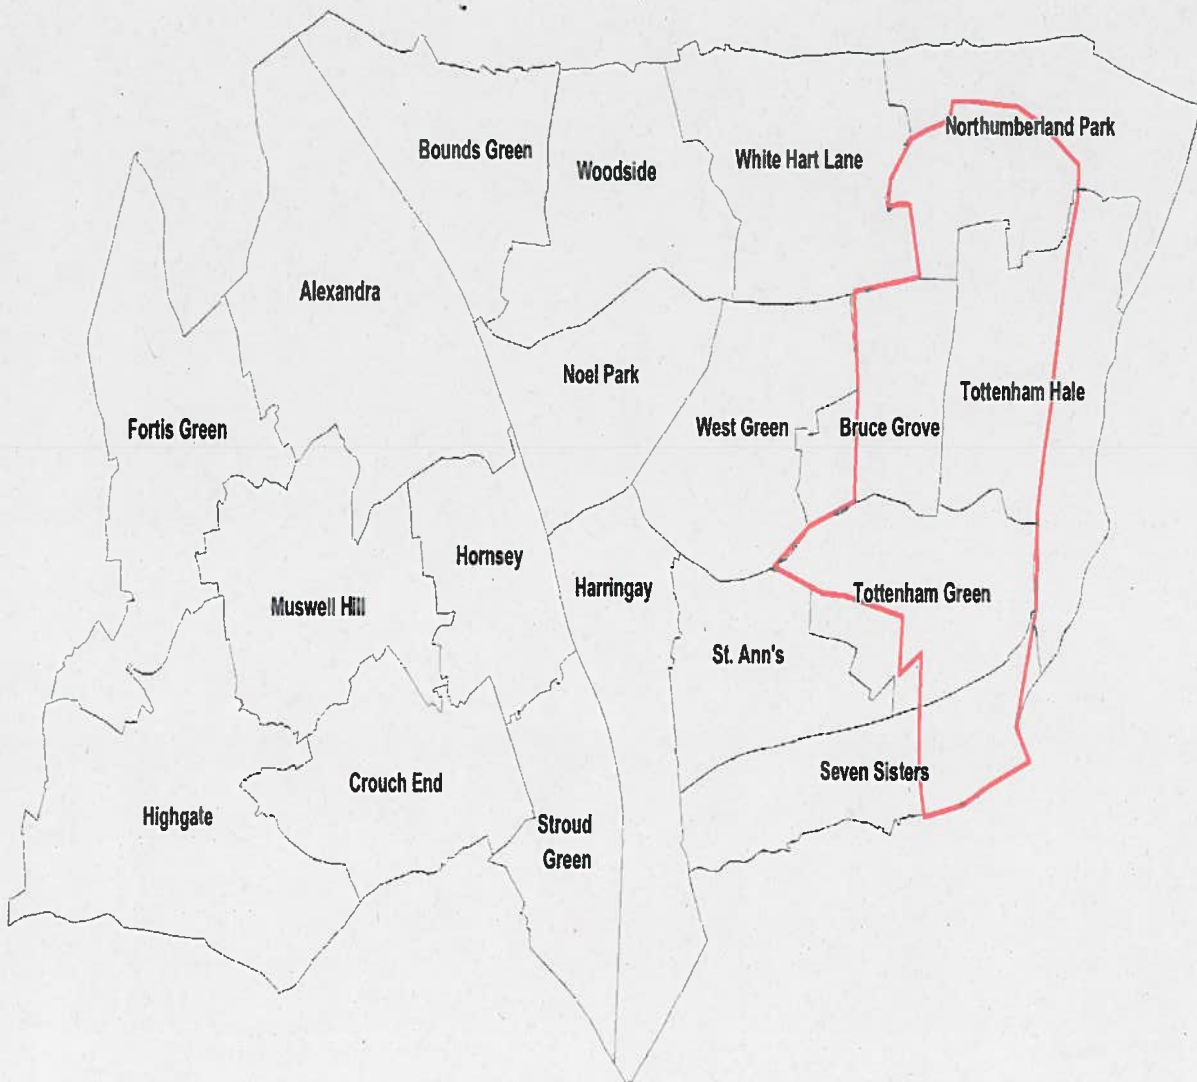 Northumberland Park
Bounds Green
White Hart Lane
Woodside
Alexandra
Noel Park
Tottenham Hale
Fortis Green
West Green
Bruce Grove
Hornsey
Harringay
Tottenham Green
Muswell Hill
St. Ann's
Seven Sisters
Crouch End
Highgate
Stroud
Green